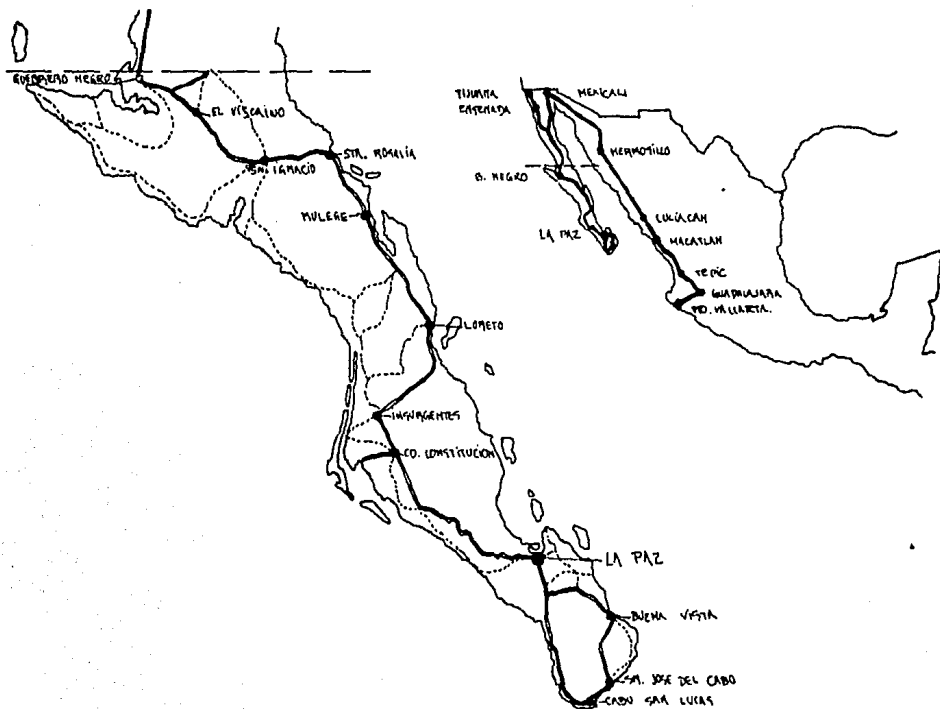 GUERRERO NEGRO
EL VISCAINO
SN. IGNACIO
STA. ROSALÍA
MULEGE
LORETO
INSURGENTES
CD. CONSTITUCION
LA PAZ
BUENA VISTA
SN. JOSE DEL CABO
CABO SAN LUCAS
TIJUANA
ENSENADA
MEXICALI
HERMOSILLO
G. NEGRO
CULIACAN
MAZATLAN
LA PAZ
TEPIC
GUADALAJARA
PTO. VALLARTA.